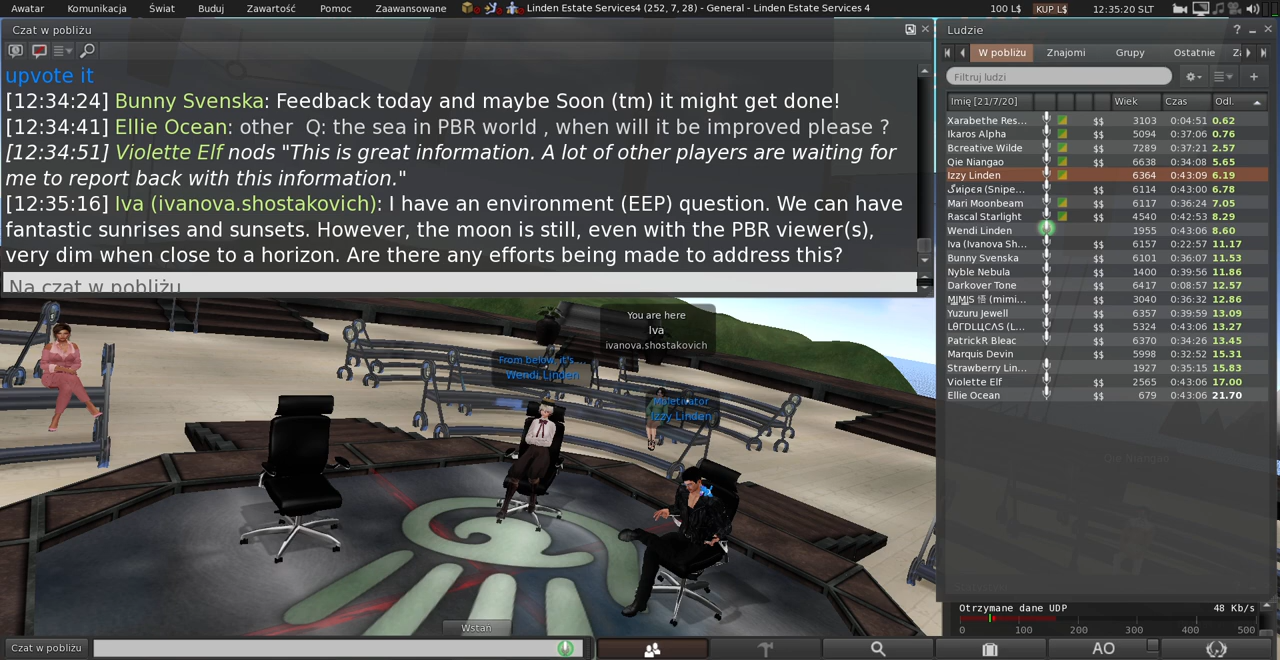 Awatar Komunikacja Świat Buduj Zawartość Pomoc Zaawansowane Linden Estate Services4 (252, 7, 28) - General - Linden Estate Services 4 100 L$ KUP L$ 12:35:20 SLT
Czat w pobliżu
upvote it
[12:34:24] Bunny Svenska: Feedback today and maybe Soon (tm) it might get done!
[12:34:41] Ellie Ocean: other  Q: the sea in PBR world , when will it be improved please ?
[12:34:51] Violette Elf nods "This is great information. A lot of other players are waiting for
me to report back with this information."
[12:35:16] Iva (ivanova.shostakovich): I have an environment (EEP) question. We can have
fantastic sunrises and sunsets. However, the moon is still, even with the PBR viewer(s),
very dim when close to a horizon. Are there any efforts being made to address this?
Na czat w pobliżu
You are here
Iva
ivanova.shostakovich
From below, it's...
Wendi Linden
Moletivator
Izzy Linden
Wstań
Czat w pobliżu
Ludzie
W pobliżu Znajomi Grupy Ostatnie
Filtruj ludzi
Imię [21/7/20] Wiek Czas Odl.
Xarabethe Res... $$ 3103 0:04:51 0.62
Ikaros Alpha $$ 5094 0:37:06 0.76
Bcreative Wilde $$ 7289 0:37:21 2.57
Qie Niangao $$ 6638 0:34:08 5.65
Izzy Linden 6364 0:43:09 6.19
(Snipe... $$ 6114 0:43:00 6.78
Mari Moonbeam $$ 6117 0:36:24 7.05
Rascal Starlight $$ 4540 0:42:53 8.29
Wendi Linden 1955 0:43:06 8.60
Iva (Ivanova Sh... $$ 6157 0:22:57 11.17
Bunny Svenska $$ 6101 0:36:07 11.53
Nyble Nebula $$ 1400 0:39:56 11.86
Darkover Tone $$ 6417 0:08:57 12.57
(mimi... $$ 3040 0:36:32 12.86
Yuzuru Jewell $$ 6357 0:39:59 13.09
(L... $$ 5324 0:43:06 13.27
PatrickR Bleac $$ 6370 0:34:26 13.45
Marquis Devin $$ 5998 0:32:52 15.31
Strawberry Lin... 1927 0:35:15 15.83
Violette Elf $$ 2565 0:43:06 17.00
Ellie Ocean $$ 679 0:43:06 21.70
Qie Niangao
Otrzymane dane UDP 48 Kb/s
0 100 200 300 400 500
AO